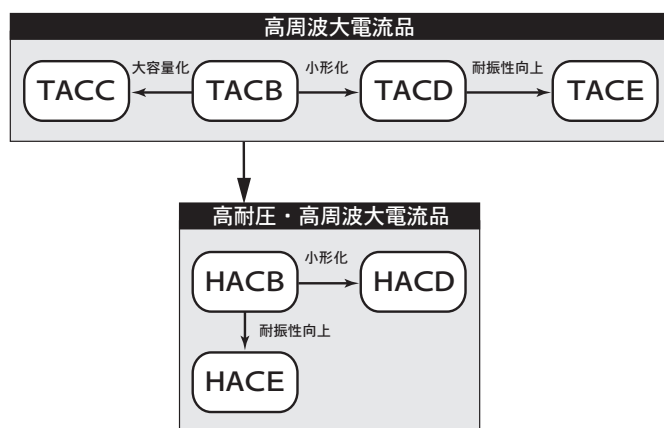 高周波大電流品
大容量化 小形化 耐振性向上
TACC TACB TACD TACE
高耐圧・高周波大電流品
小形化
HACB HACD
耐振性向上
HACE